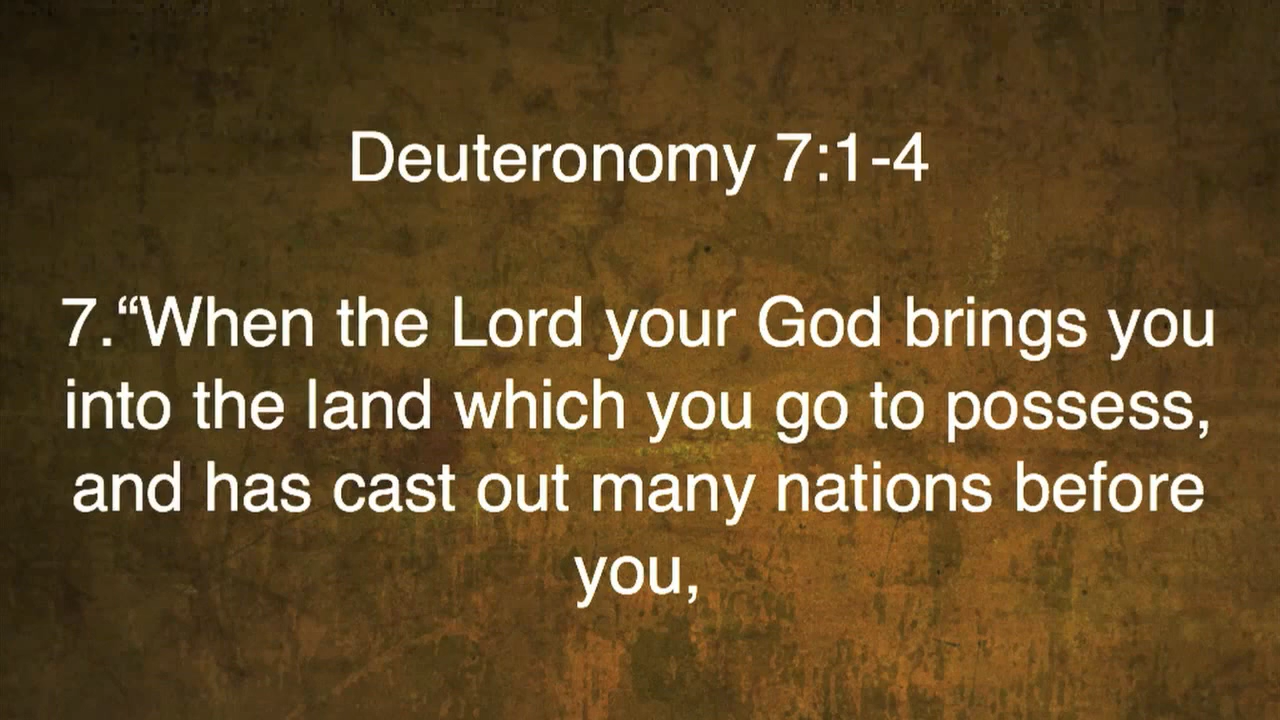 Deuteronomy 7:1-4
7.“When the Lord your God brings you
into the land which you go to possess,
and has cast out many nations before
you,